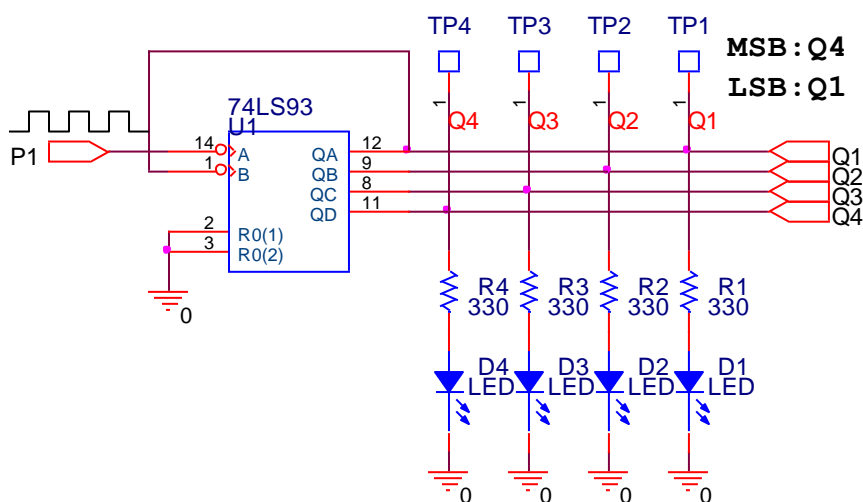 TP4 TP3 TP2 TP1
MSB:Q4
LSB:Q1
1 1 1 1
Q4 Q3 Q2 Q1
74LS93
U1
P1
14 A QA 12
1 B QB 9
QC 8
QD 11
2 R0(1)
3 R0(2)
0
Q1
Q2
Q3
Q4
R4 R3 R2 R1
330 330 330 330
D4 D3 D2 D1
LED LED LED LED
0 0 0 0